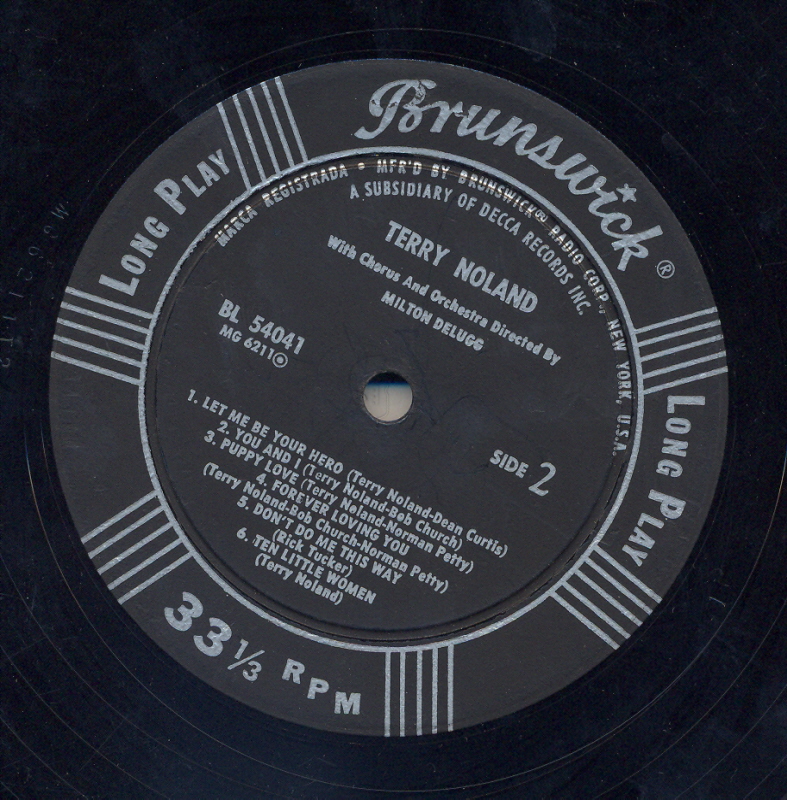 Brunswick®
LONG PLAY
MARCA REGISTRADA • MFR'D BY BRUNSWICK RADIO CORP., NEW YORK, U.S.A.
A SUBSIDIARY OF DECCA RECORDS INC.
TERRY NOLAND
With Chorus And Orchestra Directed By
MILTON DELUGG
BL 54041
MG 6211
SIDE 2
1. LET ME BE YOUR HERO (Terry Noland-Dean Curtis)
2. YOU AND I (Terry Noland-Bob Church)
3. PUPPY LOVE (Terry Noland-Norman Petty)
4. FOREVER LOVING YOU
(Terry Noland-Bob Church-Norman Petty)
5. DON'T DO ME THIS WAY
(Rick Tucker)
6. TEN LITTLE WOMEN
(Terry Noland)
LONG PLAY
33 1/3 RPM